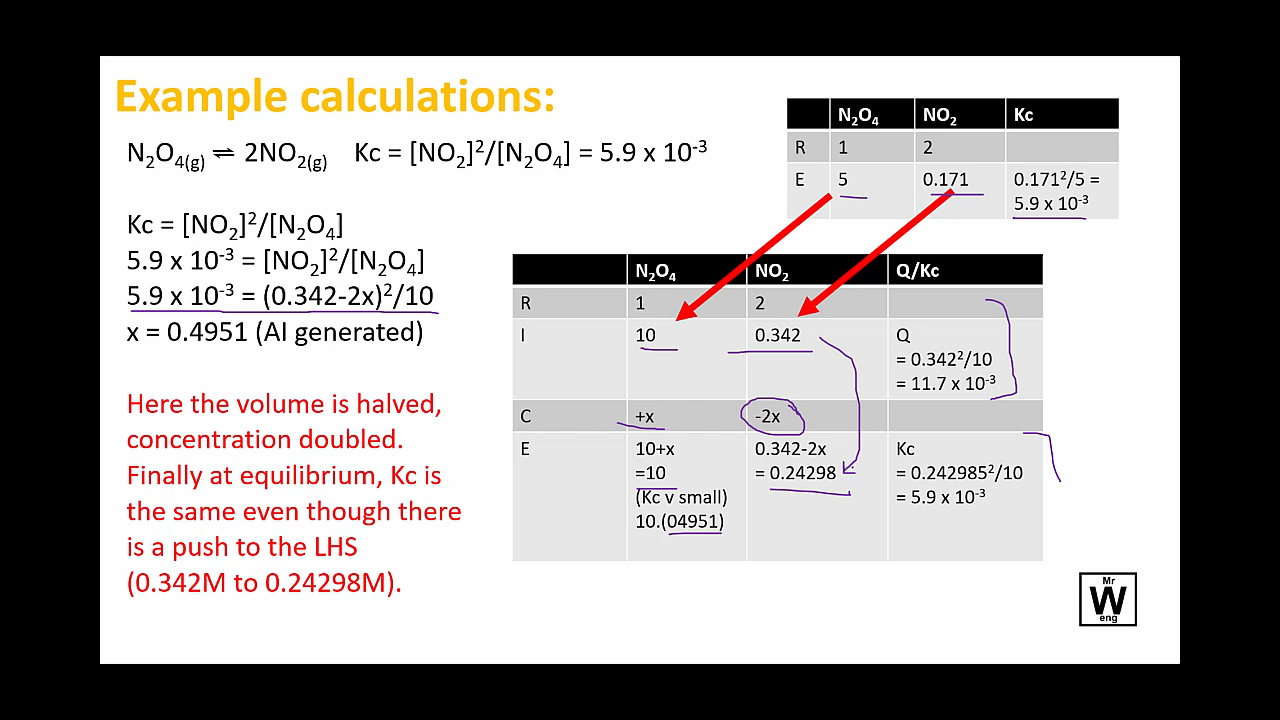 Example calculations:
N₂O₄(g) ⇌ 2NO₂(g) Kc = [NO₂]²/[N₂O₄] = 5.9 x 10⁻³
Kc = [NO₂]²/[N₂O₄]
5.9 x 10⁻³ = [NO₂]²/[N₂O₄]
5.9 x 10⁻³ = (0.342-2x)²/10
x = 0.4951 (AI generated)
Here the volume is halved,
concentration doubled.
Finally at equilibrium, Kc is
the same even though there
is a push to the LHS
(0.342M to 0.24298M).
N₂O₄ NO₂ Kc
R 1 2
E 5 0.171 0.171²/5 =
5.9 x 10⁻³
N₂O₄ NO₂ Q/Kc
R 1 2
I 10 0.342 Q
= 0.342²/10
= 11.7 x 10⁻³
C +x -2x
E 10+x 0.342-2x Kc
=10 = 0.24298 = 0.242985²/10
(Kc v small) = 5.9 x 10⁻³
10.(04951)
Mr
W
eng